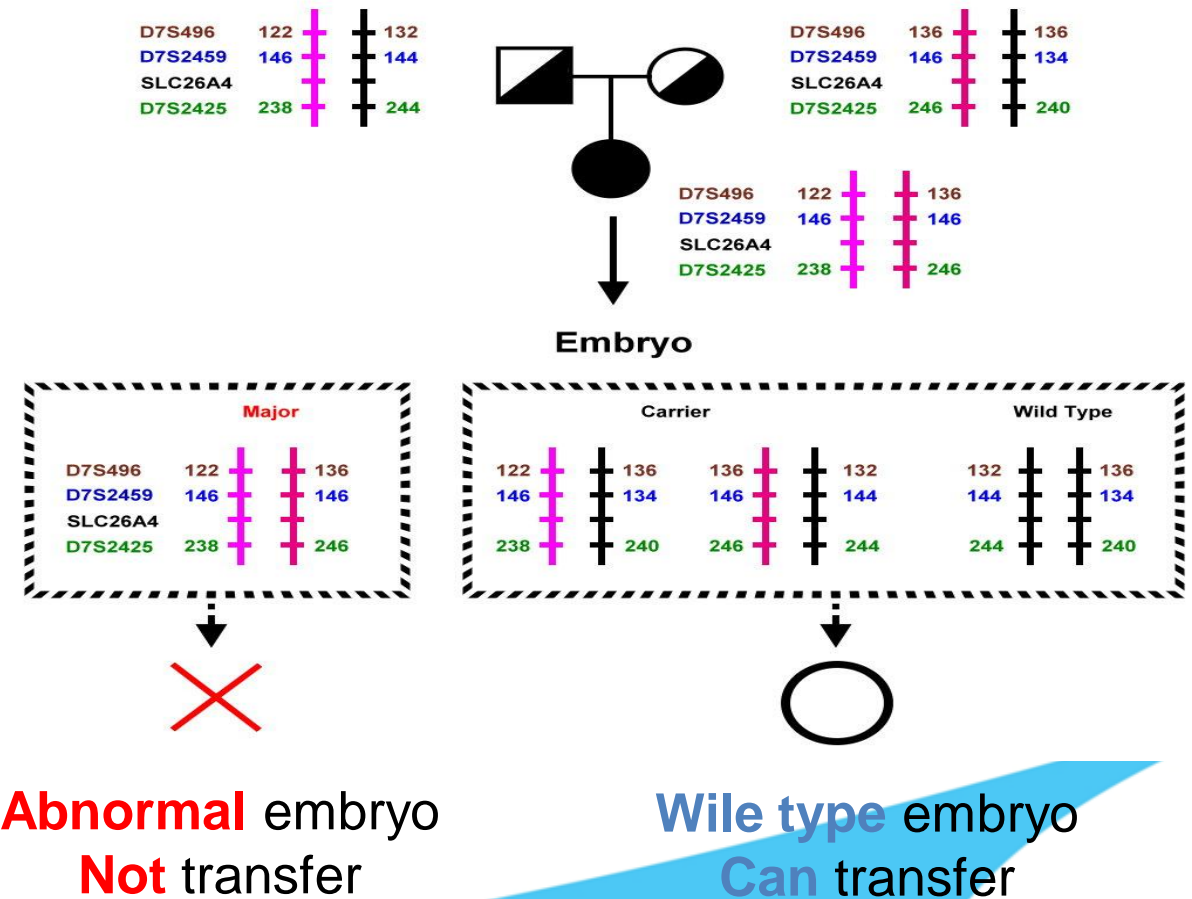 D7S496 122 132
D7S2459 146 144
SLC26A4
D7S2425 238 244
D7S496 136 136
D7S2459 146 134
SLC26A4
D7S2425 246 240
D7S496 122 136
D7S2459 146 146
SLC26A4
D7S2425 238 246
Embryo
Major
D7S496 122 136
D7S2459 146 146
SLC26A4
D7S2425 238 246
Carrier Wild Type
122 136 136 132 132 136
146 134 146 144 144 134
238 240 246 244 244 240
Abnormal embryo
Not transfer
Wile type embryo
Can transfer